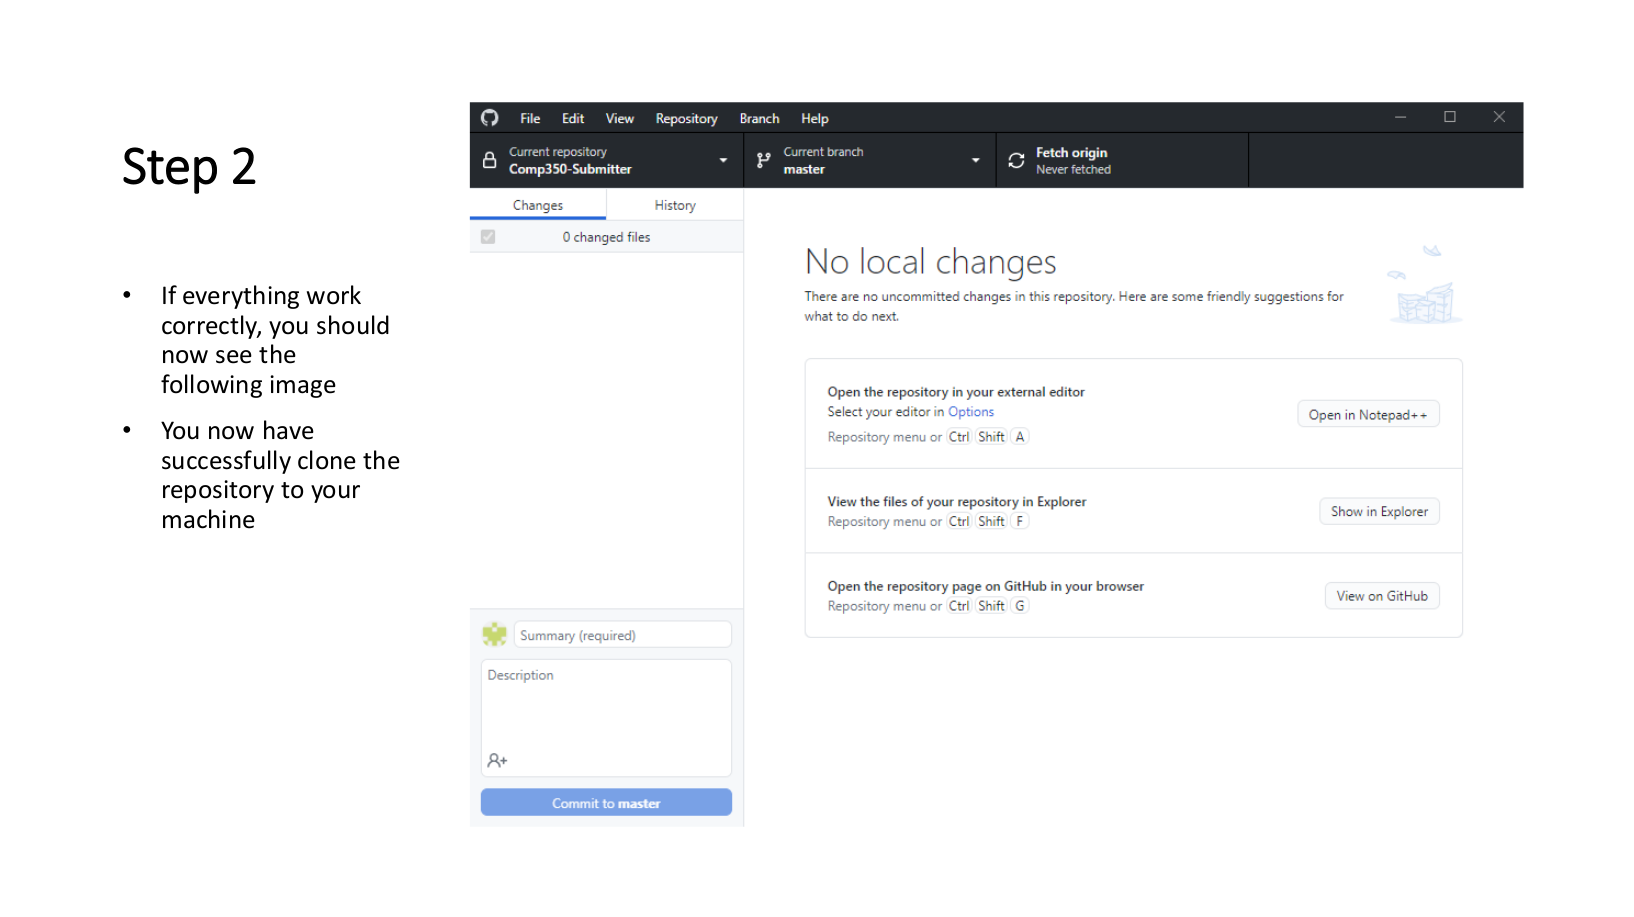 Step 2
• If everything work
correctly, you should
now see the
following image
• You now have
successfully clone the
repository to your
machine
File Edit View Repository Branch Help
Current repository
Comp350-Submitter
Current branch
master
Fetch origin
Never fetched
Changes History
0 changed files
No local changes
There are no uncommitted changes in this repository. Here are some friendly suggestions for
what to do next.
Open the repository in your external editor
Select your editor in Options
Repository menu or Ctrl Shift A
Open in Notepad++
View the files of your repository in Explorer
Repository menu or Ctrl Shift F
Show in Explorer
Open the repository page on GitHub in your browser
Repository menu or Ctrl Shift G
View on GitHub
Summary (required)
Description
Commit to master